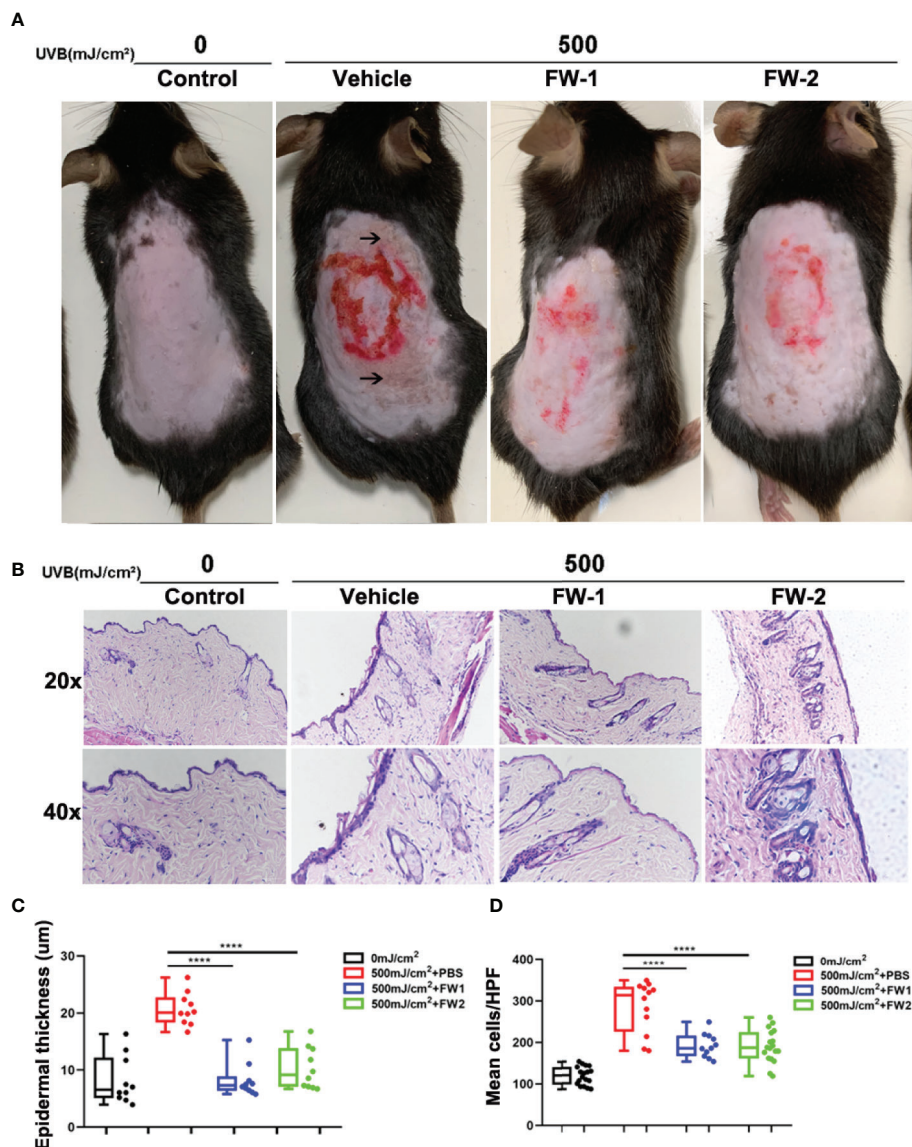 A
UVB(mJ/cm²) 0 500
Control Vehicle FW-1 FW-2
B
UVB(mJ/cm²) 0 500
Control Vehicle FW-1 FW-2
20x
40x
C
Epidermal thickness (um)
30
20
10
0
****
****
0mJ/cm²
500mJ/cm²+PBS
500mJ/cm²+FW1
500mJ/cm²+FW2
D
Mean cells/HPF
400
300
200
100
0
****
****
0mJ/cm²
500mJ/cm²+PBS
500mJ/cm²+FW1
500mJ/cm²+FW2